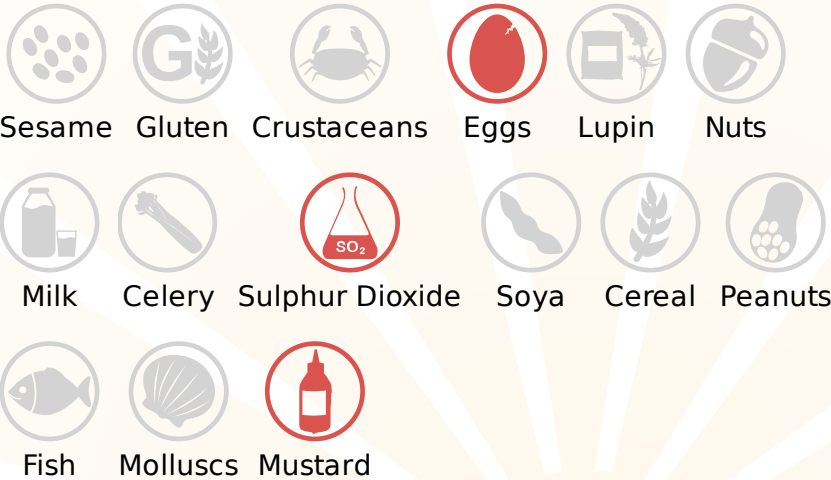 G
Sesame Gluten Crustaceans Eggs Lupin Nuts
SO₂
Milk Celery Sulphur Dioxide Soya Cereal Peanuts
Fish Molluscs Mustard